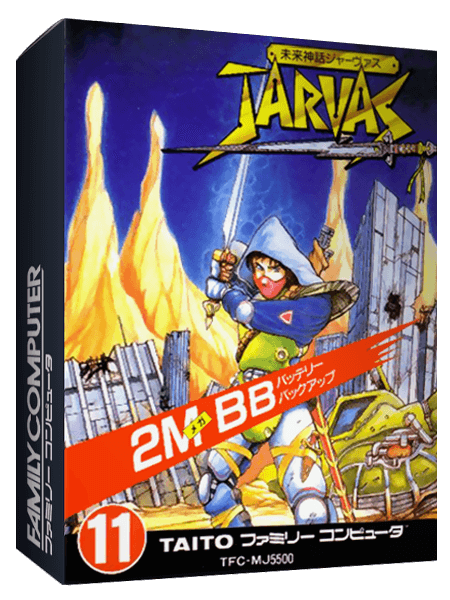 未来神話ジャーヴァス
JARVAS
2M BB
メガ
バッテリー
バックアップ
11
TAITO ファミリー コンピュータ
TFC-MJ5500
FAMILY COMPUTER
ファミリー コンピュータ